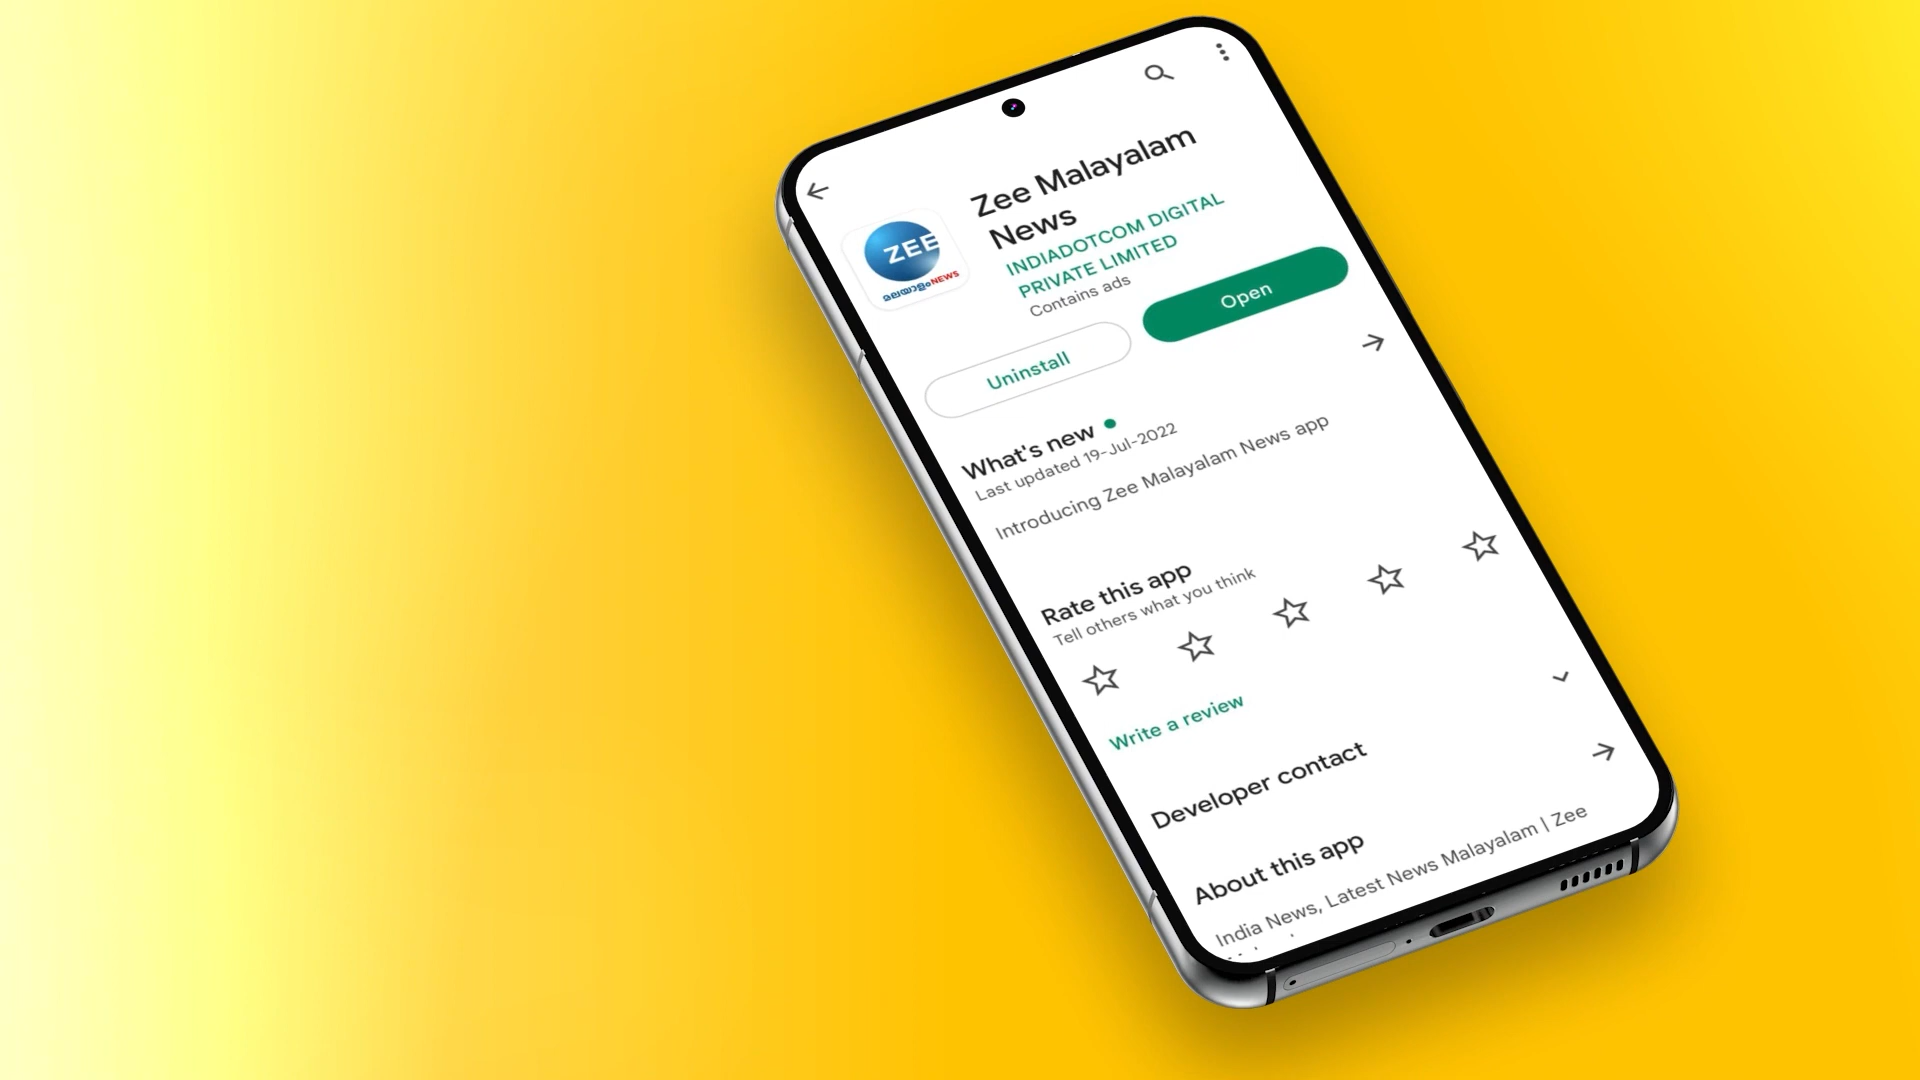 Zee Malayalam
News
INDIADOTCOM DIGITAL
PRIVATE LIMITED
Contains ads
ZEE
മലയാളംNEWS
Uninstall
Open
What's new
Last updated 19-Jul-2022
Introducing Zee Malayalam News app
Rate this app
Tell others what you think
Write a review
Developer contact
About this app
India News, Latest News Malayalam | Zee